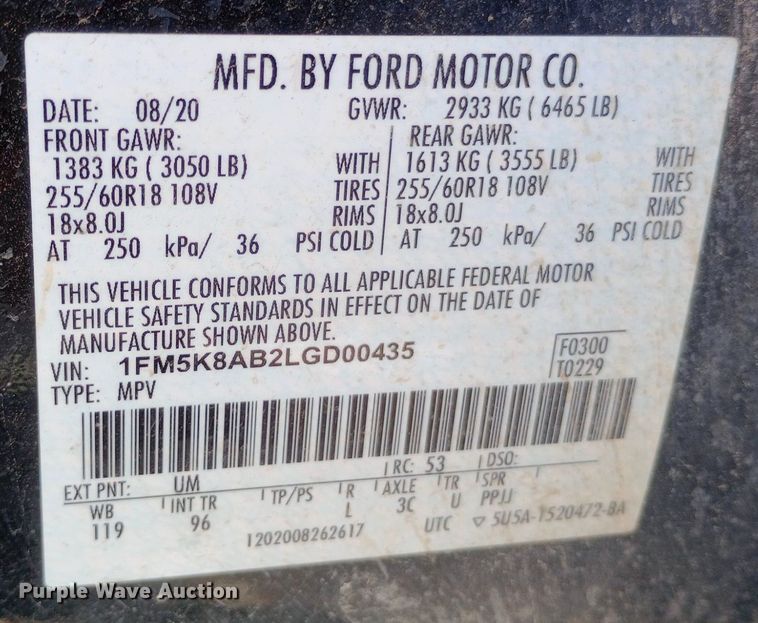 MFD. BY FORD MOTOR CO.
DATE: 08/20 GVWR: 2933 KG ( 6465 LB)
FRONT GAWR: REAR GAWR:
1383 KG ( 3050 LB) WITH 1613 KG ( 3555 LB) WITH
255/60R18 108V TIRES 255/60R18 108V TIRES
18x8.0J RIMS 18x8.0J RIMS
AT 250 kPa/ 36 PSI COLD AT 250 kPa/ 36 PSI COLD
THIS VEHICLE CONFORMS TO ALL APPLICABLE FEDERAL MOTOR
VEHICLE SAFETY STANDARDS IN EFFECT ON THE DATE OF
MANUFACTURE SHOWN ABOVE.
VIN: 1FM5K8AB2LGD00435 F0300
TYPE: MPV T0229
EXT PNT: UM RC: 53 DSO:
WB INT TR TP/PS R AXLE TR SPR
119 96 L 3C U PPJJ
1202008262617 UTC ▽ 5U5A-1520472-BA
Purple Wave Auction